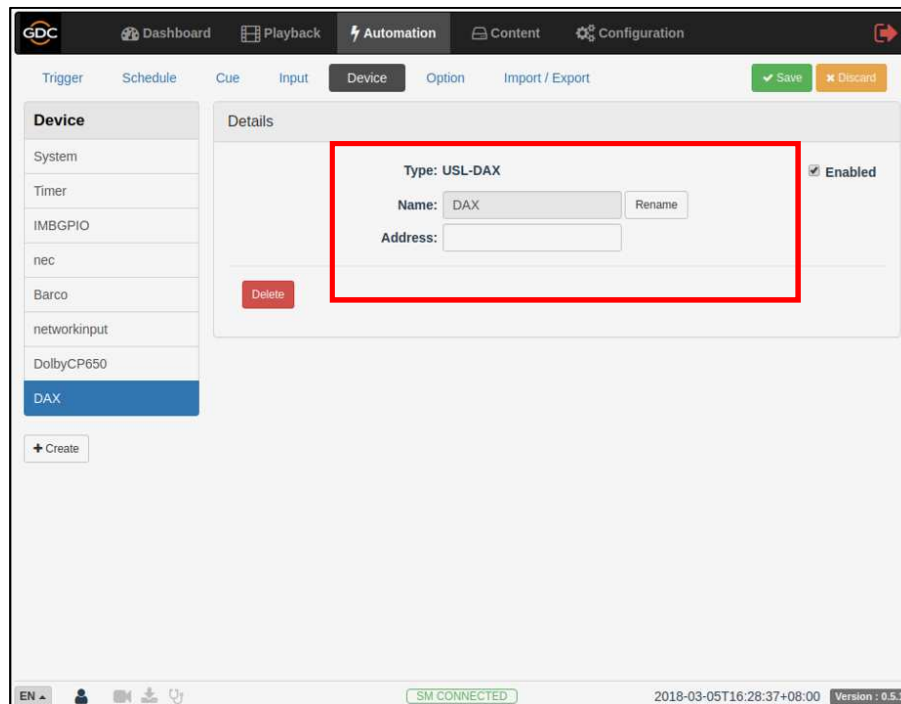 GDC Dashboard Playback Automation Content Configuration
Trigger Schedule Cue Input Device Option Import / Export Save Discard
Device
System
Timer
IMBGPIO
nec
Barco
networkinput
DolbyCP650
DAX
+ Create
Details
Type: USL-DAX
Enabled
Name: DAX Rename
Address:
Delete
EN SM CONNECTED 2018-03-05T16:28:37+08:00 Version : 0.5.